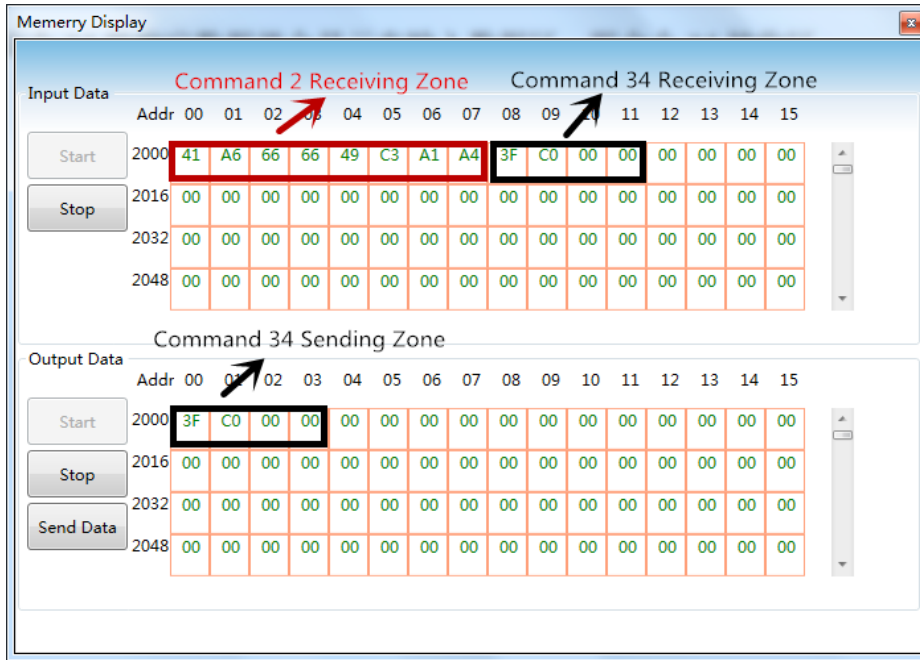 Memerry Display
Command 2 Receiving Zone Command 34 Receiving Zone
Input Data
Addr 00 01 02 03 04 05 06 07 08 09 10 11 12 13 14 15
Start 2000 41 A6 66 66 49 C3 A1 A4 3F C0 00 00 00 00 00 00
Stop 2016 00 00 00 00 00 00 00 00 00 00 00 00 00 00 00 00
2032 00 00 00 00 00 00 00 00 00 00 00 00 00 00 00 00
2048 00 00 00 00 00 00 00 00 00 00 00 00 00 00 00 00
Command 34 Sending Zone
Output Data
Addr 00 01 02 03 04 05 06 07 08 09 10 11 12 13 14 15
Start 2000 3F C0 00 00 00 00 00 00 00 00 00 00 00 00 00 00
Stop 2016 00 00 00 00 00 00 00 00 00 00 00 00 00 00 00 00
Send Data 2032 00 00 00 00 00 00 00 00 00 00 00 00 00 00 00 00
2048 00 00 00 00 00 00 00 00 00 00 00 00 00 00 00 00